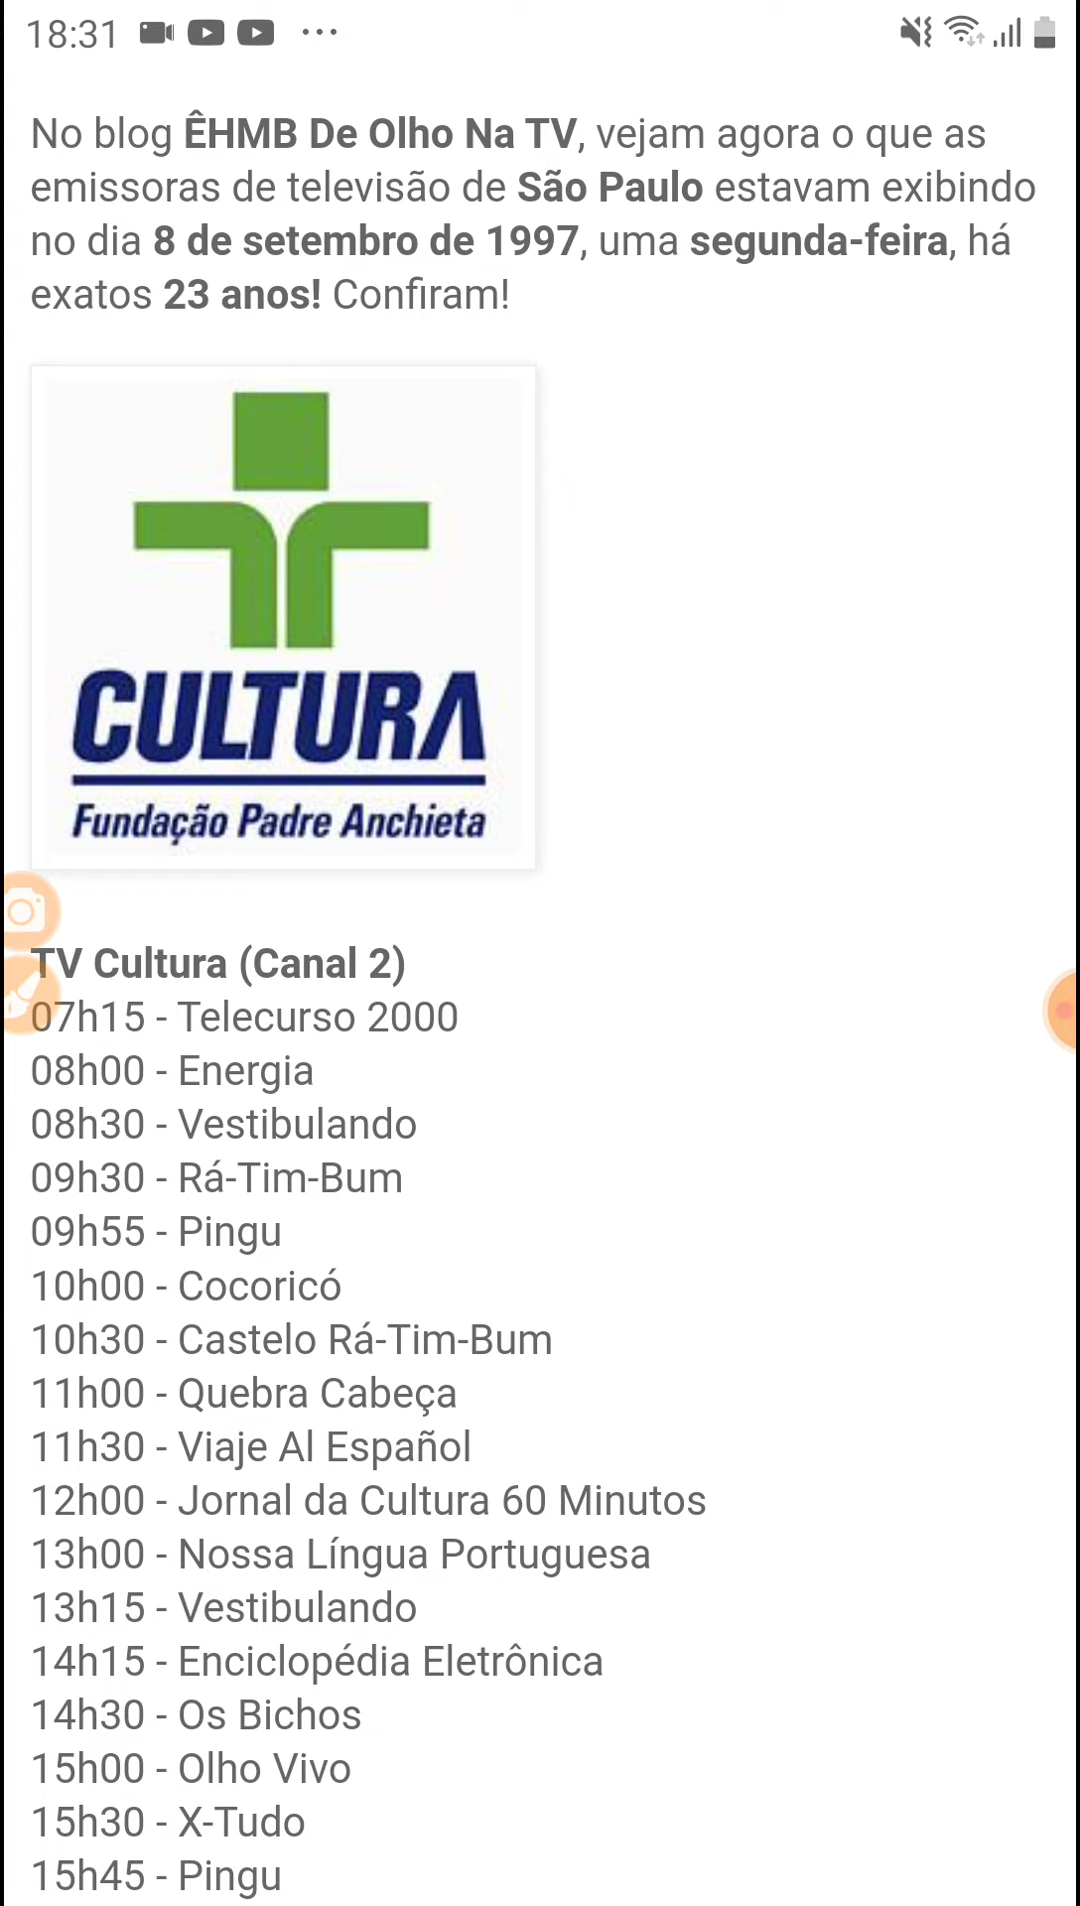 18:31
No blog ÊHMB De Olho Na TV, vejam agora o que as
emissoras de televisão de São Paulo estavam exibindo
no dia 8 de setembro de 1997, uma segunda-feira, há
exatos 23 anos! Confiram!
CULTURA
Fundação Padre Anchieta
TV Cultura (Canal 2)
07h15 - Telecurso 2000
08h00 - Energia
08h30 - Vestibulando
09h30 - Rá-Tim-Bum
09h55 - Pingu
10h00 - Cocoricó
10h30 - Castelo Rá-Tim-Bum
11h00 - Quebra Cabeça
11h30 - Viaje Al Español
12h00 - Jornal da Cultura 60 Minutos
13h00 - Nossa Língua Portuguesa
13h15 - Vestibulando
14h15 - Enciclopédia Eletrônica
14h30 - Os Bichos
15h00 - Olho Vivo
15h30 - X-Tudo
15h45 - Pingu